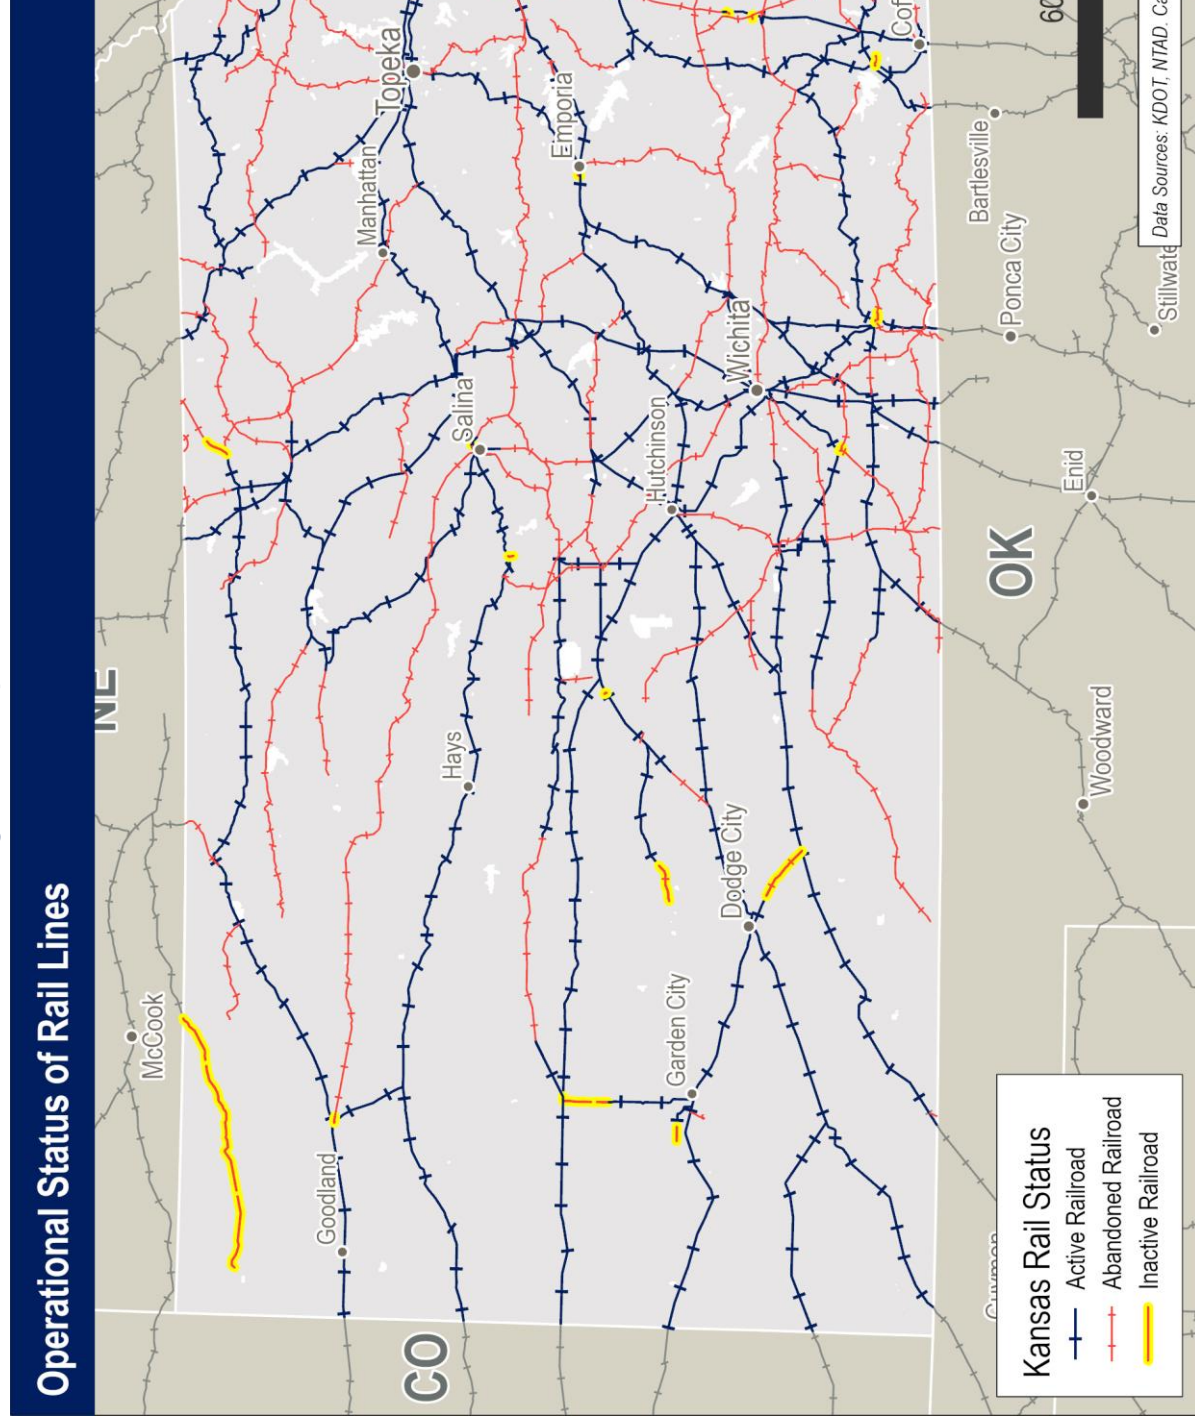 Operational Status of Rail Lines
NE
McCook
Topeka
Manhattan
Emporia
Goodland
Salina
Hays
CO
Hutchinson
Wichita
Garden City
Dodge City
Cof
Bartlesville
Ponca City
Enid
OK
Woodward
Stillwate
60
Kansas Rail Status
Active Railroad
Abandoned Railroad
Inactive Railroad
Data Sources: KDOT, NTAD. Ca